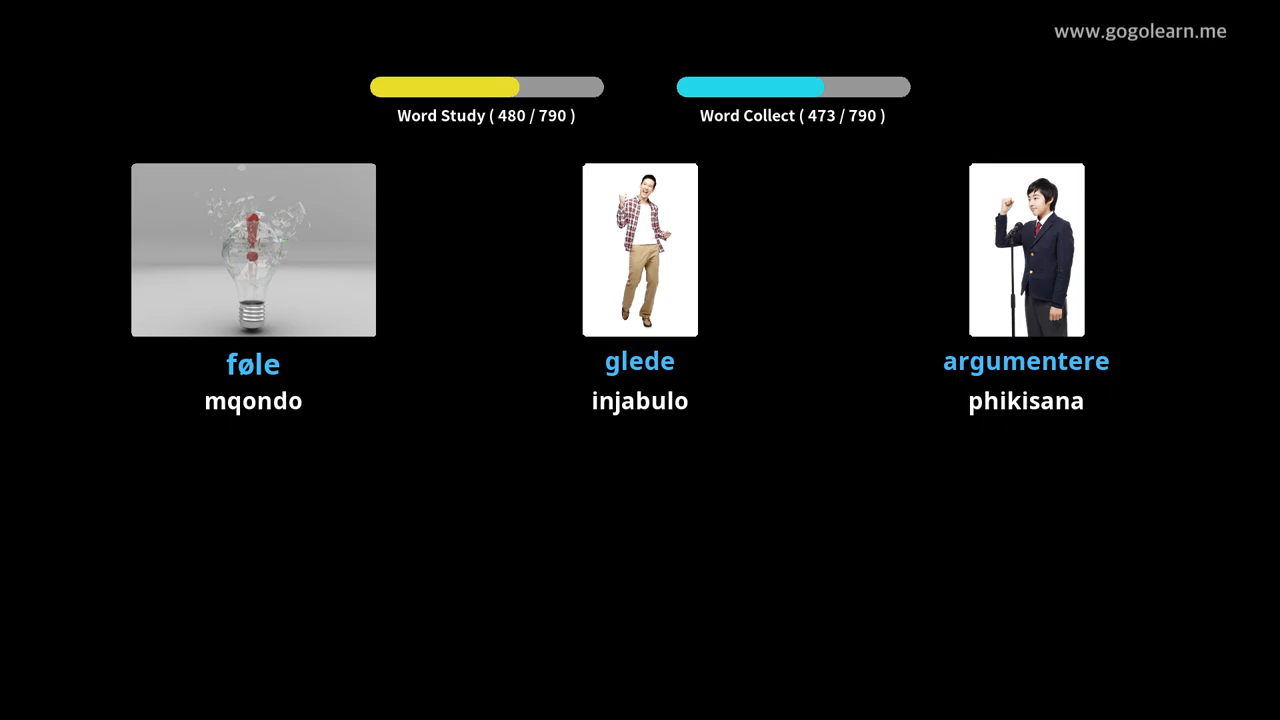 www.gogolearn.me
Word Study ( 480 / 790 )
Word Collect ( 473 / 790 )
føle
glede
argumentere
mqondo
injabulo
phikisana